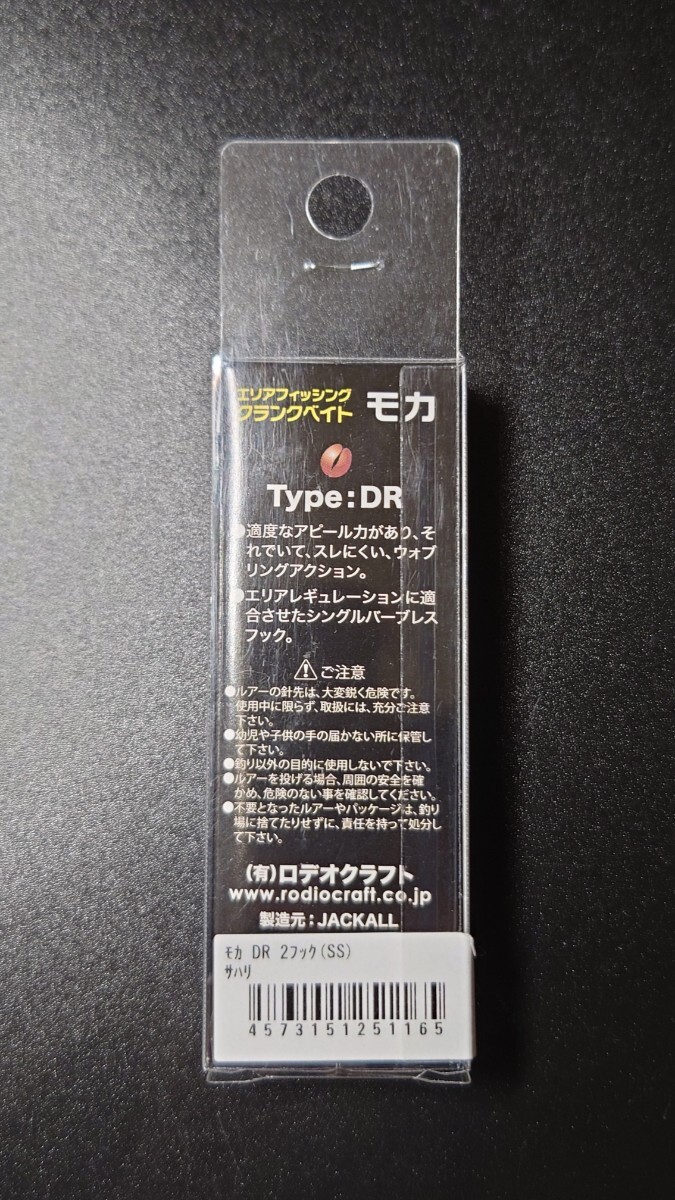 エリアフィッシング
クランクベイト モカ
Type:DR
●適度なアピール力があり、そ
れでいて、スレにくい、ウォブ
リングアクション。
●エリアレギュレーションに適
合させたシングルバーブレス
フック。
⚠ご注意
●ルアーの針先は、大変鋭く危険です。
使用中に限らず、取扱には、充分ご注意
下さい。
●幼児や子供の手の届かない所に保管し
て下さい。
●釣り以外の目的に使用しないで下さい。
●ルアーを投げる場合、周囲の安全を確
かめ、危険のない事を確認してください。
●不要となったルアーやパッケージは、釣り
場に捨てたりせずに、責任を持って処分し
て下さい。
(有)ロデオクラフト
www.rodiocraft.co.jp
製造元:JACKALL
ﾓｶ DR 2ﾌｯｸ(SS)
ｻﾊﾘ
4573151251165